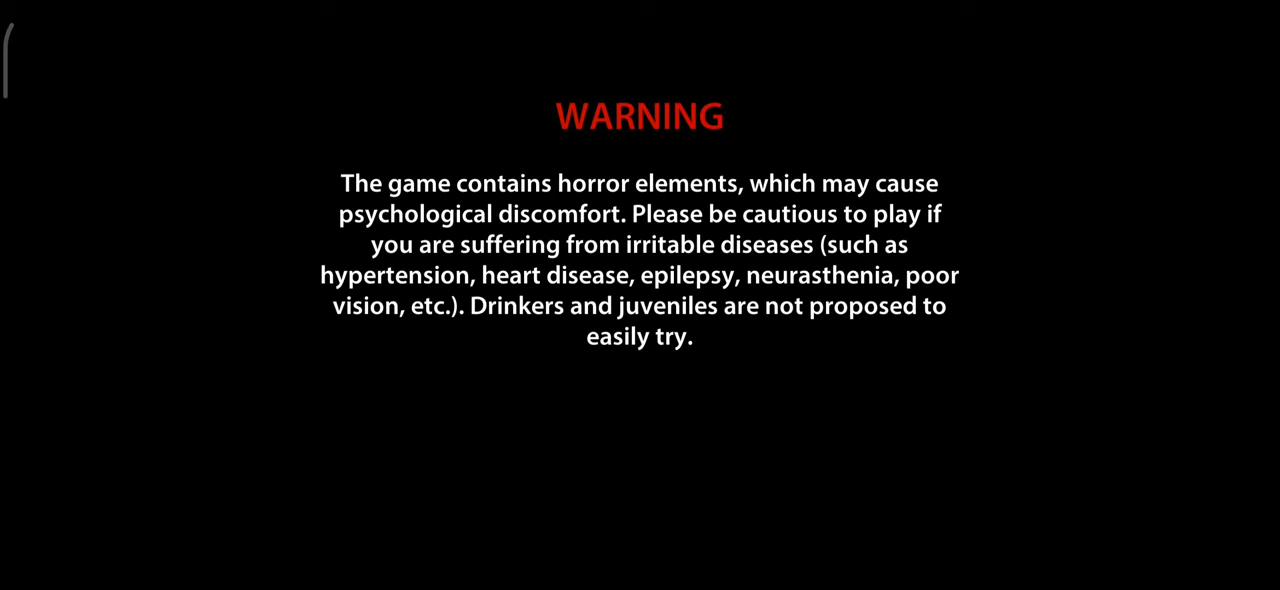 WARNING
The game contains horror elements, which may cause
psychological discomfort. Please be cautious to play if
you are suffering from irritable diseases (such as
hypertension, heart disease, epilepsy, neurasthenia, poor
vision, etc.). Drinkers and juveniles are not proposed to
easily try.